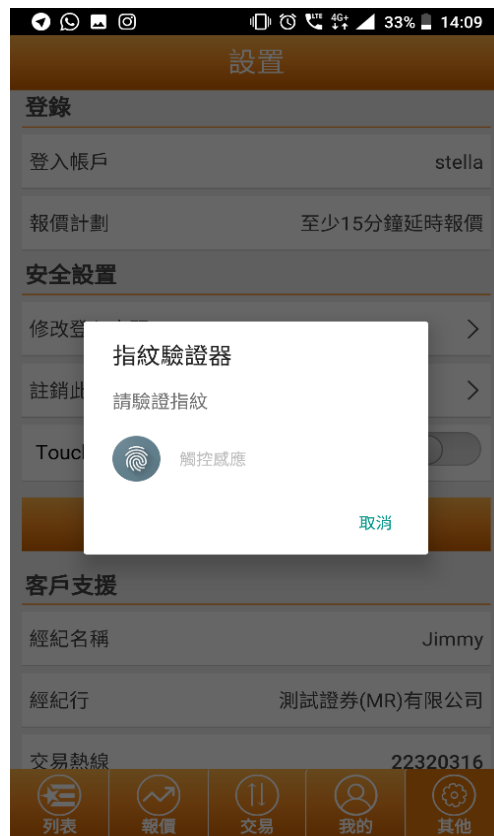 LTE 4G+ 33% 14:09
設置
登錄
登入帳戶 stella
報價計劃 至少15分鐘延時報價
安全設置
修改登
指紋驗證器
註銷此
請驗證指紋
Touc
觸控感應
取消
客戶支援
經紀名稱 Jimmy
經紀行 測試證券(MR)有限公司
交易熱線 22320316
列表 報價 交易 我的 其他